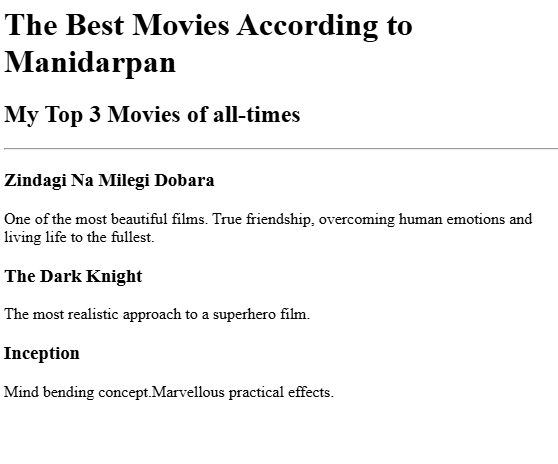 The Best Movies According to
Manidarpan
My Top 3 Movies of all-times
Zindagi Na Milegi Dobara
One of the most beautiful films. True friendship, overcoming human emotions and
living life to the fullest.
The Dark Knight
The most realistic approach to a superhero film.
Inception
Mind bending concept.Marvellous practical effects.